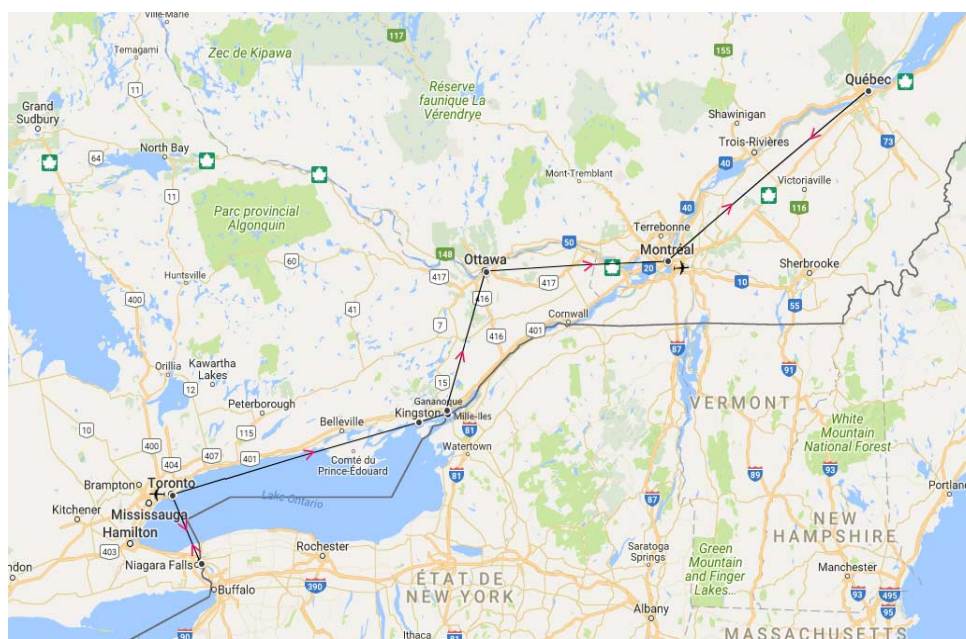 Ville-Marie
Temagami
Zec de Kipawa
117
155
Québec
Réserve
faunique La
Vérendrye
11
Grand
Sudbury
64
North Bay
Shawinigan
Trois-Rivières
73
40
Mont-Tremblant
Victoriaville
116
11
Parc provincial
Algonquin
40
Terrebonne
148
50
Montréal
60
Ottawa
417
417
20
Sherbrooke
10
Huntsville
400
416
55
41
7
416
401
Cornwall
87
91
Orillia
Kawartha
Lakes
12
15
Gananoque
Kingston
Mille-Iles
81
VERMONT
Peterborough
Belleville
White
Mountain
National Forest
10
115
400
407
401
404
Comté du
Prince-Édouard
Watertown
81
93
93
Brampton
Toronto
Kitchener
Mississauga
Lake Ontario
87
89
Portland
Hamilton
403
NEW
HAMPSHIRE
Niagara Falls
Rochester
Saratoga
Springs
Green
Mountain
and Finger
Lakes...
Manchester
ndon
Buffalo
390
ÉTAT DE
NEW YORK
495
95
93
Albany
90
Ithaca
81
MASSACHUSETTS